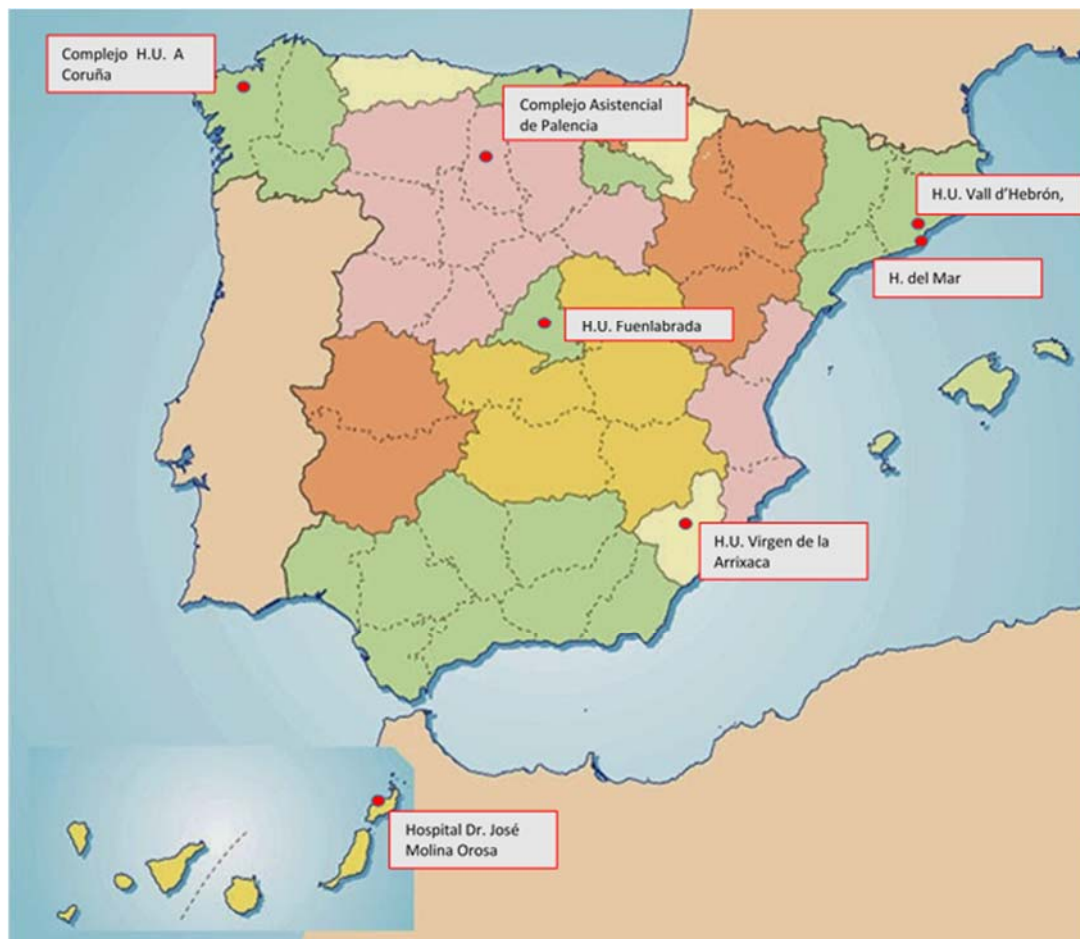 Complejo H.U. A
Coruña
Complejo Asistencial
de Palencia
H.U. Vall d'Hebrón,
H. del Mar
H.U. Fuenlabrada
H.U. Virgen de la
Arrixaca
Hospital Dr. José
Molina Orosa